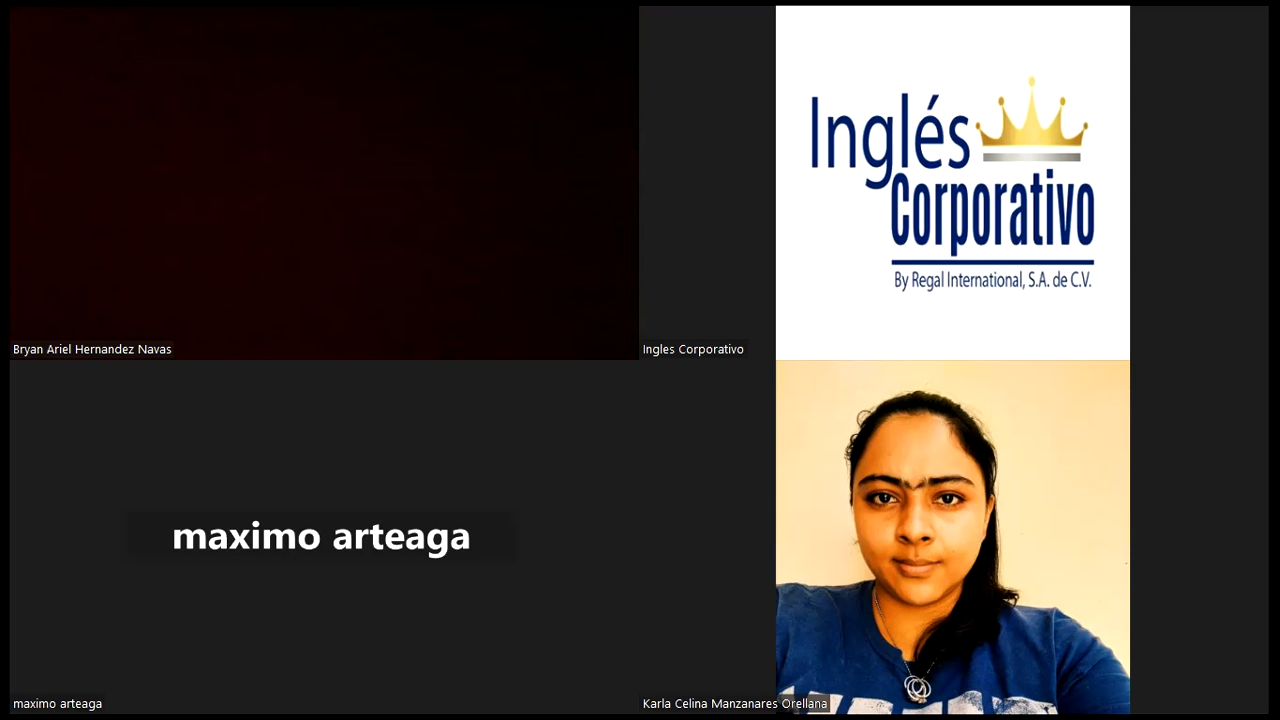 Inglés
Corporativo
By Regal International, S.A. de C.V.
Bryan Ariel Hernandez Navas
Ingles Corporativo
maximo arteaga
maximo arteaga
Karla Celina Manzanares Orellana